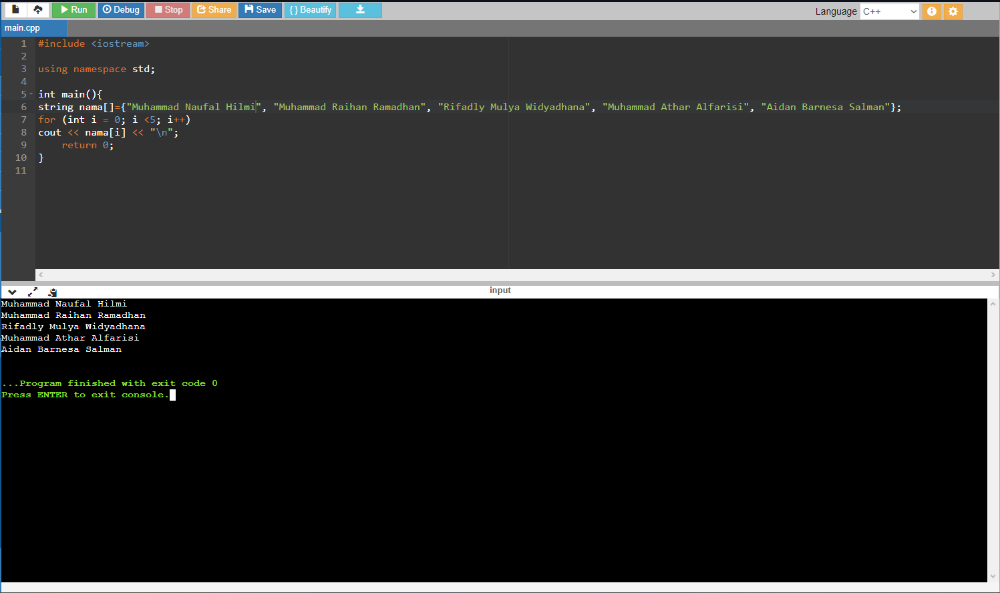 Run Debug Stop Share Save {} Beautify
Language C++
main.cpp
1 #include <iostream>
2
3 using namespace std;
4
5 int main(){
6 string nama[]={"Muhammad Naufal Hilmi", "Muhammad Raihan Ramadhan", "Rifadly Mulya Widyadhana", "Muhammad Athar Alfarisi", "Aidan Barnesa Salman"};
7 for (int i = 0; i <5; i++)
8 cout << nama[i] << "\n";
9     return 0;
10 }
11
input
Muhammad Naufal Hilmi
Muhammad Raihan Ramadhan
Rifadly Mulya Widyadhana
Muhammad Athar Alfarisi
Aidan Barnesa Salman
...Program finished with exit code 0
Press ENTER to exit console.